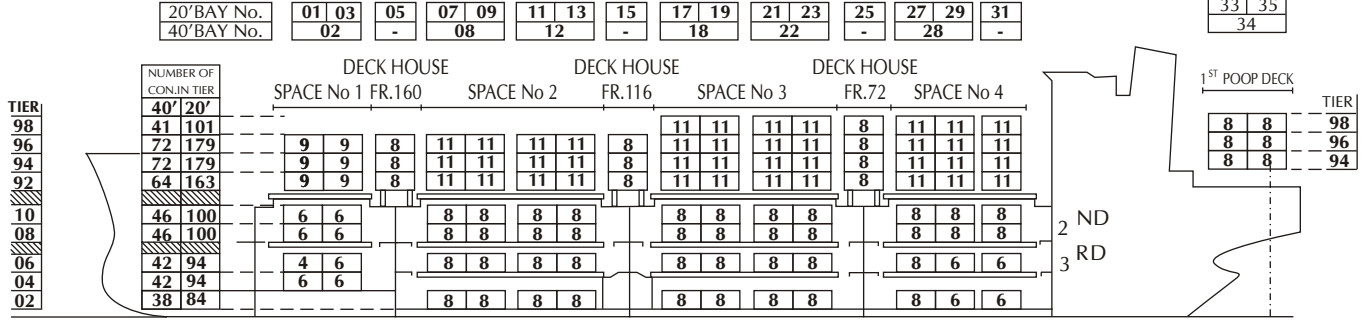 20'BAY No. 01 03 05 07 09 11 13 15 17 19 21 23 25 27 29 31 33 35
40'BAY No. 02 - 08 12 - 18 22 - 28 - 34
DECK HOUSE DECK HOUSE DECK HOUSE
NUMBER OF
CON.IN TIER
SPACE No 1 FR.160 SPACE No 2 FR.116 SPACE No 3 FR.72 SPACE No 4
1ST POOP DECK
TIER 40' 20' TIER
98 41 101 11 11 11 11 8 11 11 11 8 8 98
96 72 179 9 9 8 11 11 11 11 8 11 11 11 11 8 11 11 11 8 8 96
94 72 179 9 9 8 11 11 11 11 8 11 11 11 11 8 11 11 11 8 8 94
92 64 163 9 9 8 11 11 11 11 8 11 11 11 11 8 11 11 11
10 46 100 6 6 8 8 8 8 8 8 8 8 8 8 8 2ND
08 46 100 6 6 8 8 8 8 8 8 8 8 8 8 8
06 42 94 4 6 8 8 8 8 8 8 8 8 8 6 6 3RD
04 42 94 6 6
02 38 84 8 8 8 8 8 8 8 8 8 6 6